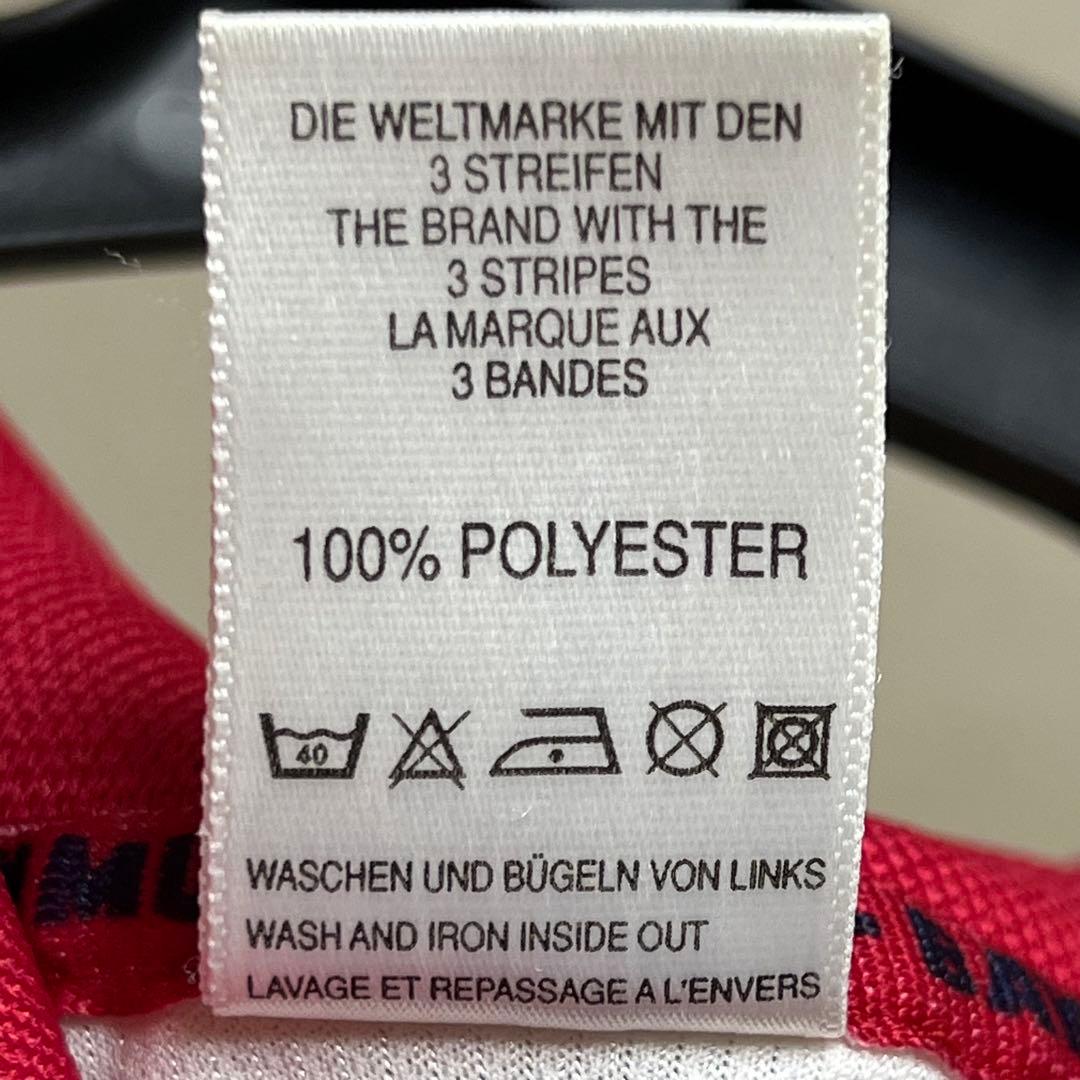 DIE WELTMARKE MIT DEN
3 STREIFEN
THE BRAND WITH THE
3 STRIPES
LA MARQUE AUX
3 BANDES
100% POLYESTER
40
WASCHEN UND BÜGELN VON LINKS
WASH AND IRON INSIDE OUT
LAVAGE ET REPASSAGE A L'ENVERS